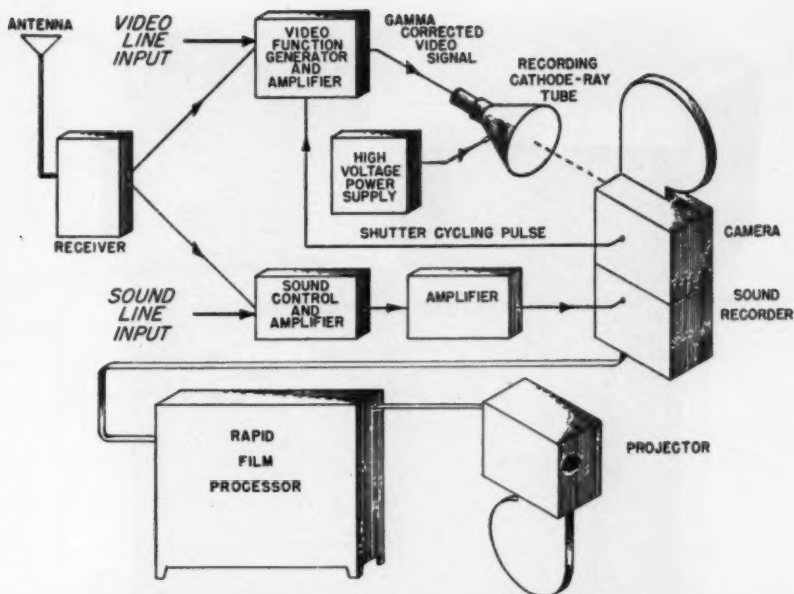 ANTENNA
VIDEO
LINE
INPUT
VIDEO
FUNCTION
GENERATOR
AND
AMPLIFIER
GAMMA
CORRECTED
VIDEO
SIGNAL
RECORDING
CATHODE-RAY
TUBE
HIGH
VOLTAGE
POWER
SUPPLY
RECEIVER
SHUTTER CYCLING PULSE
CAMERA
SOUND
LINE
INPUT
SOUND
CONTROL
AND
AMPLIFIER
AMPLIFIER
SOUND
RECORDER
RAPID
FILM
PROCESSOR
PROJECTOR